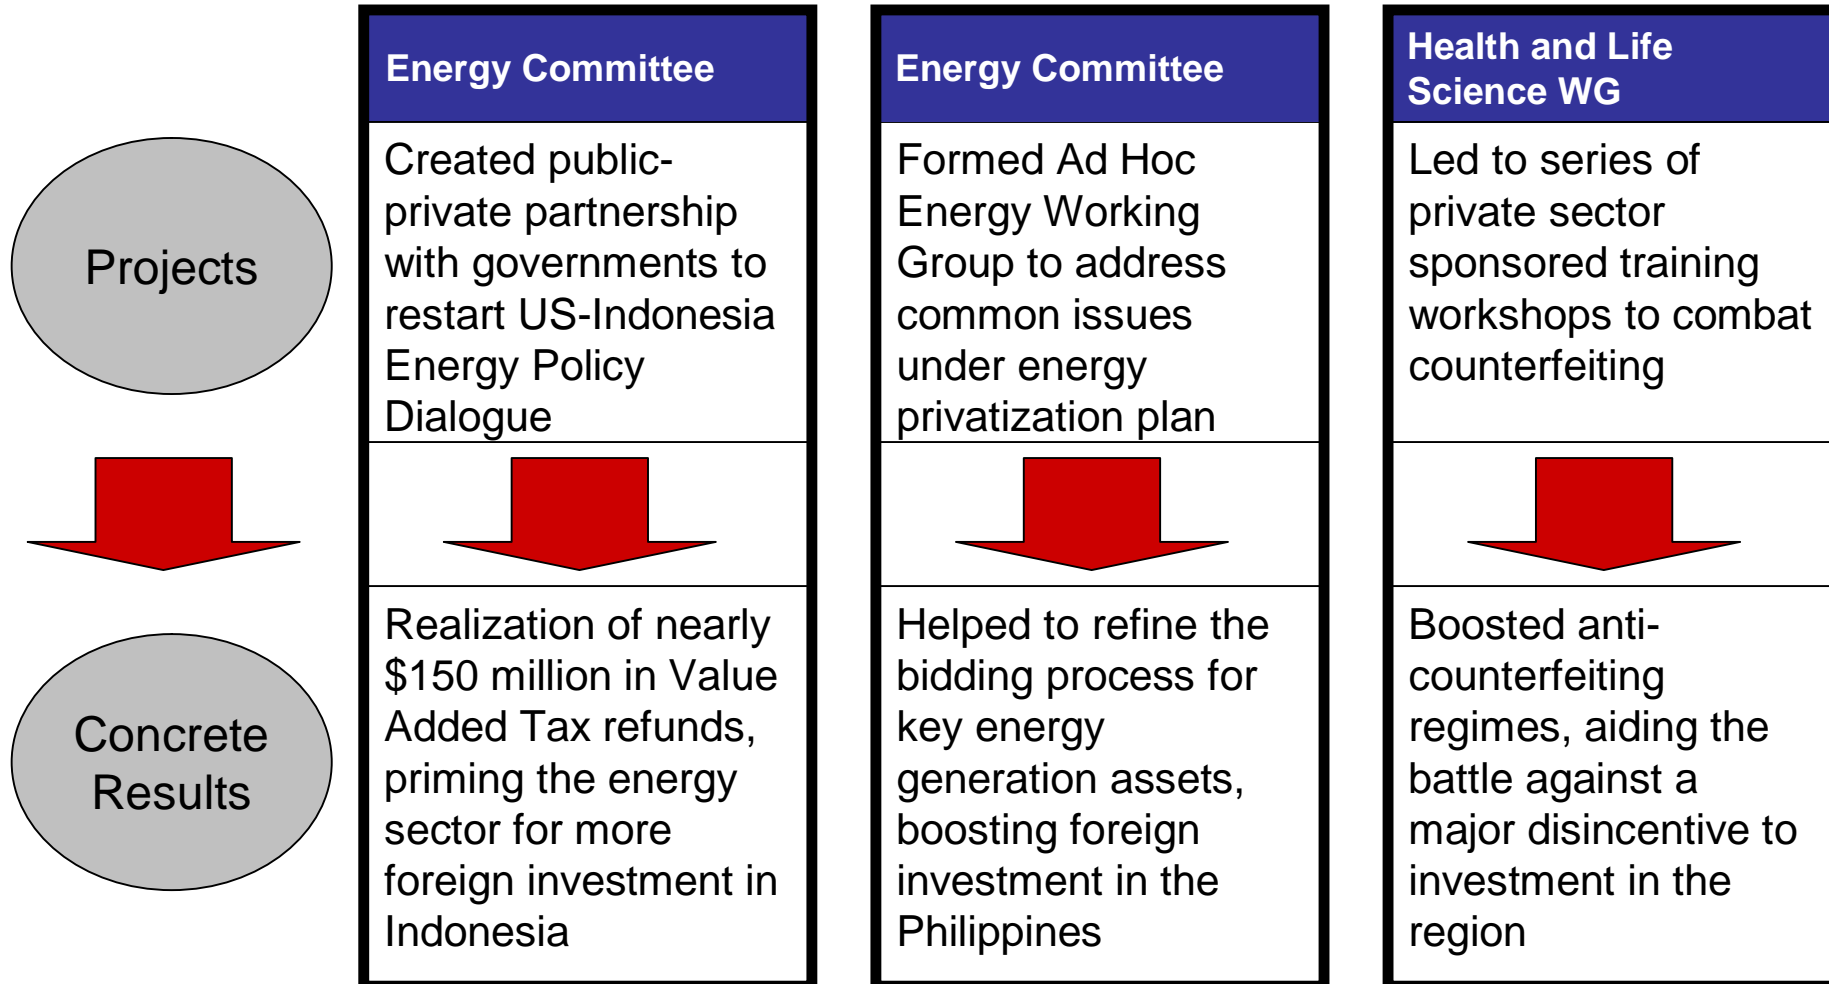 Energy Committee
Energy Committee
Health and Life
Science WG
Projects
Created public-
private partnership
with governments to
restart US-Indonesia
Energy Policy
Dialogue
Formed Ad Hoc
Energy Working
Group to address
common issues
under energy
privatization plan
Led to series of
private sector
sponsored training
workshops to combat
counterfeiting
Concrete
Results
Realization of nearly
$150 million in Value
Added Tax refunds,
priming the energy
sector for more
foreign investment in
Indonesia
Helped to refine the
bidding process for
key energy
generation assets,
boosting foreign
investment in the
Philippines
Boosted anti-
counterfeiting
regimes, aiding the
battle against a
major disincentive to
investment in the
region